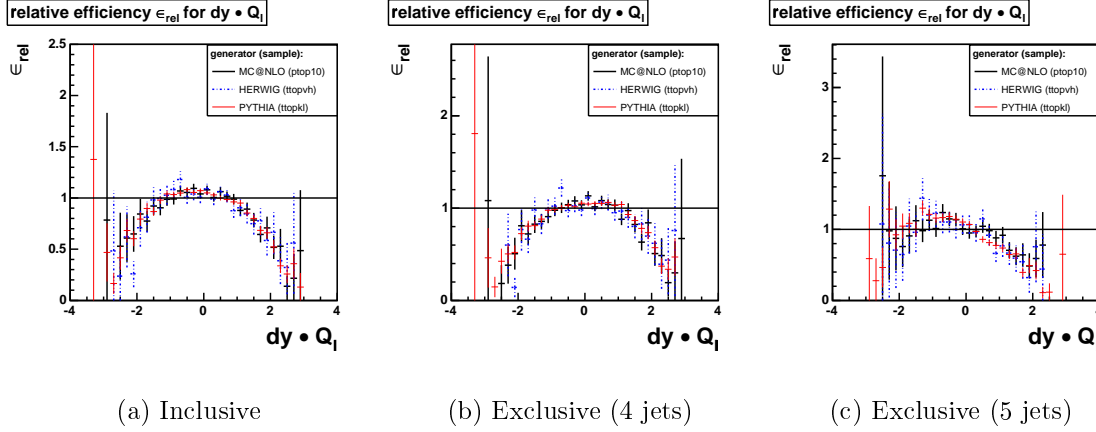 relative efficiency ϵrel for dy • Ql
relative efficiency ϵrel for dy • Ql
relative efficiency ϵrel for dy • Ql
ϵrel
2.5
2
1.5
1
0.5
0
-4 -2 0 2 4
dy • Ql
generator (sample):
MC@NLO (ptop10)
HERWIG (ttopvh)
PYTHIA (ttopkl)
ϵrel
2
1
0
-4 -2 0 2 4
dy • Ql
generator (sample):
MC@NLO (ptop10)
HERWIG (ttopvh)
PYTHIA (ttopkl)
ϵrel
3
2
1
0
-4 -2 0 2 4
dy • Q
generator (sample):
MC@NLO (ptop10)
HERWIG (ttopvh)
PYTHIA (ttopkl)
(a) Inclusive
(b) Exclusive (4 jets)
(c) Exclusive (5 jets)